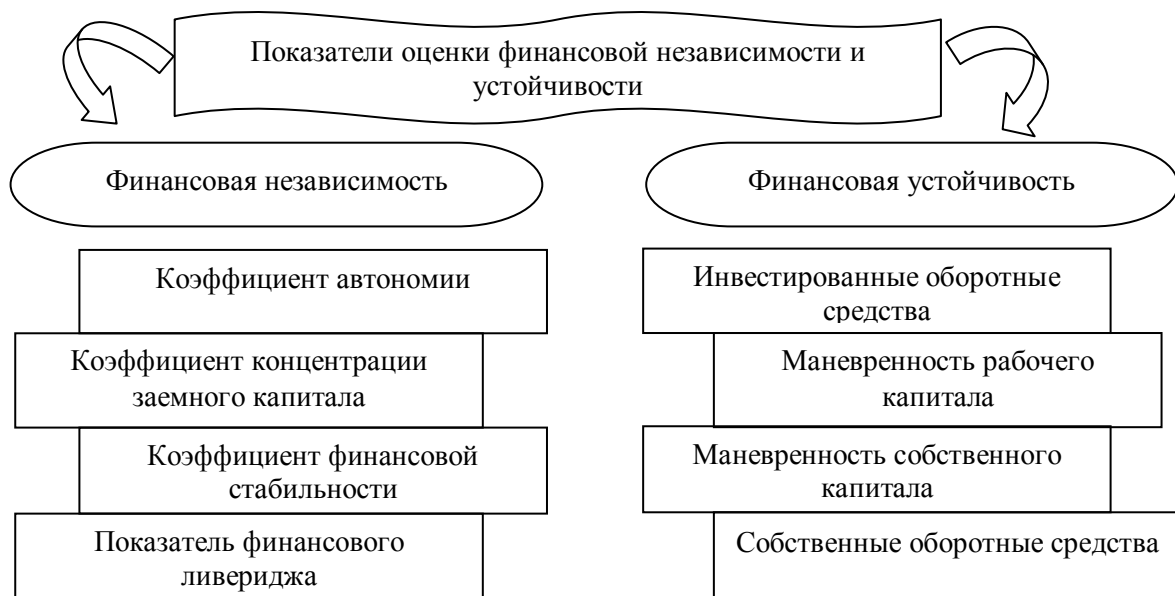 Показатели оценки финансовой независимости и
устойчивости
Финансовая независимость
Коэффициент автономии
Коэффициент концентрации
заемного капитала
Коэффициент финансовой
стабильности
Показатель финансового
ливериджа
Финансовая устойчивость
Инвестированные оборотные
средства
Маневренность рабочего
капитала
Маневренность собственного
капитала
Собственные оборотные средства